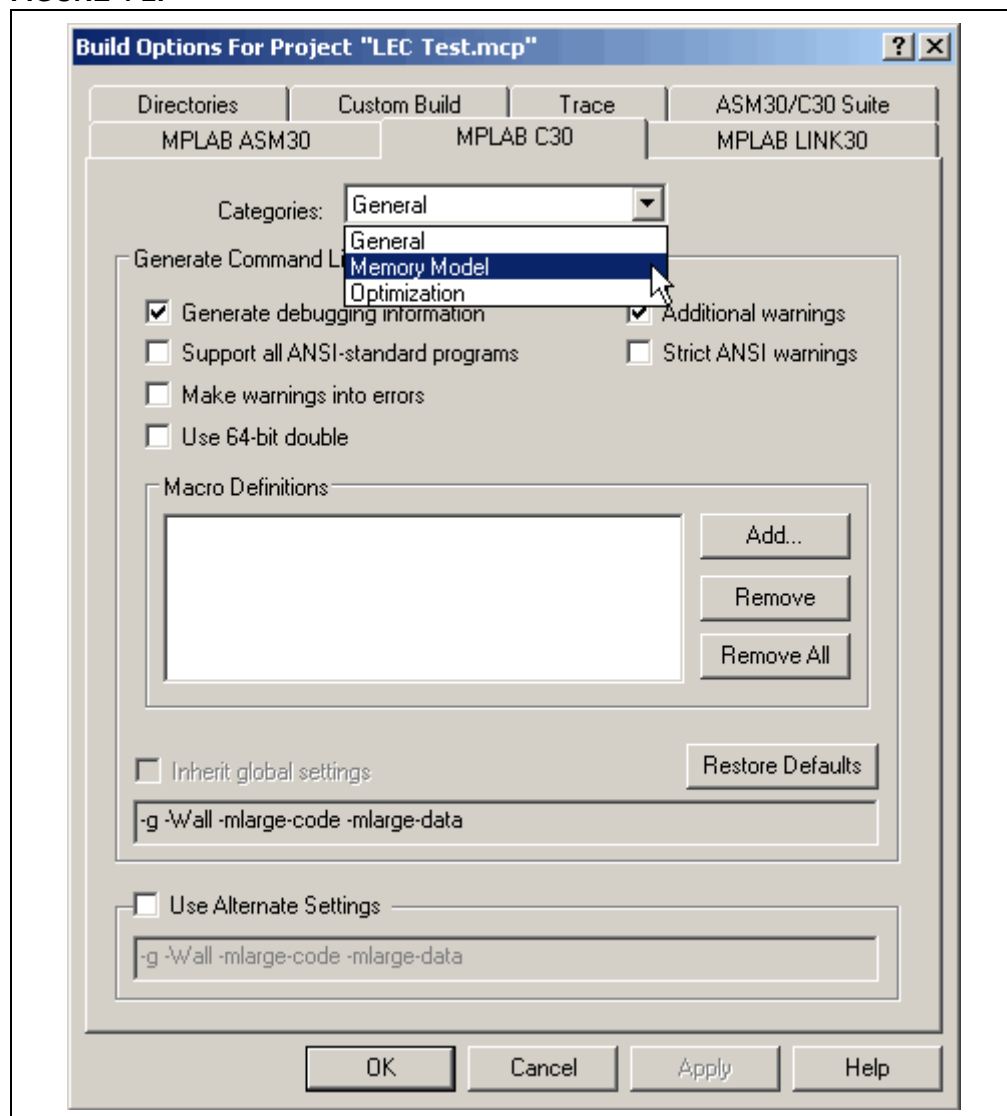 Build Options For Project "LEC Test.mcp"
Directories Custom Build Trace ASM30/C30 Suite
MPLAB ASM30 MPLAB C30 MPLAB LINK30
Categories: General
General
Generate Command Li Memory Model
Optimization
Generate debugging information Additional warnings
Support all ANSI-standard programs Strict ANSI warnings
Make warnings into errors
Use 64-bit double
Macro Definitions
Add...
Remove
Remove All
Inherit global settings Restore Defaults
-g -Wall -mlarge-code -mlarge-data
Use Alternate Settings
-g -Wall -mlarge-code -mlarge-data
OK Cancel Apply Help